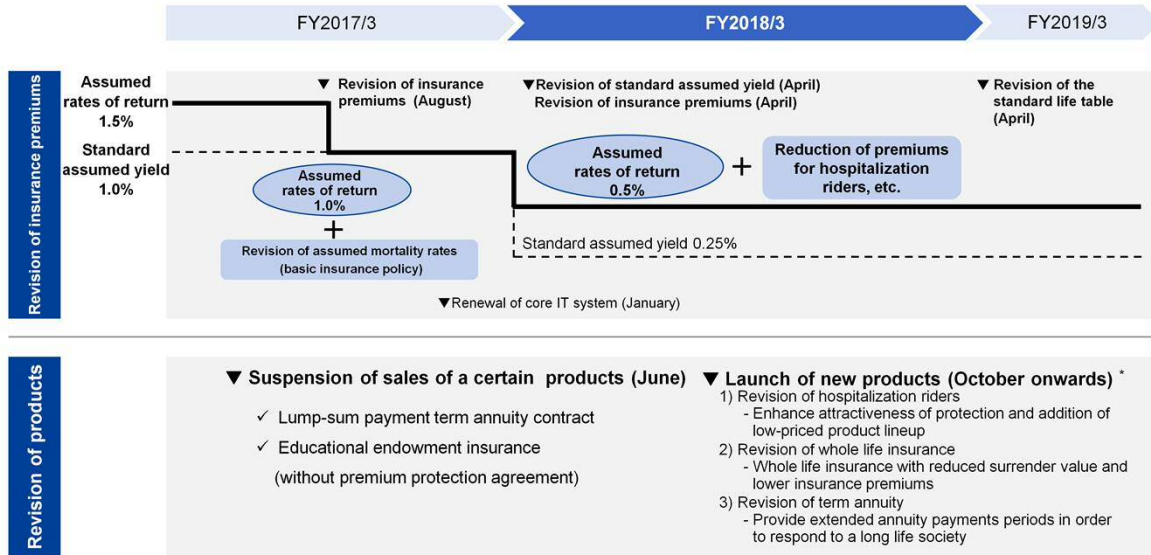 FY2017/3
FY2018/3
FY2019/3
Revision of insurance premiums
Assumed
rates of return
1.5%
Standard
assumed yield
1.0%
▼ Revision of insurance
premiums (August)
▼Revision of standard assumed yield (April)
Revision of insurance premiums (April)
▼ Revision of the
standard life table
(April)
Assumed
rates of return
1.0%
+
Revision of assumed mortality rates
(basic insurance policy)
Assumed
rates of return
0.5%
+
Reduction of premiums
for hospitalization
riders, etc.
Standard assumed yield 0.25%
▼Renewal of core IT system (January)
Revision of products
▼ Suspension of sales of a certain products (June)
✓ Lump-sum payment term annuity contract
✓ Educational endowment insurance
(without premium protection agreement)
▼ Launch of new products (October onwards) *
1) Revision of hospitalization riders
- Enhance attractiveness of protection and addition of
low-priced product lineup
2) Revision of whole life insurance
- Whole life insurance with reduced surrender value and
lower insurance premiums
3) Revision of term annuity
- Provide extended annuity payments periods in order
to respond to a long life society